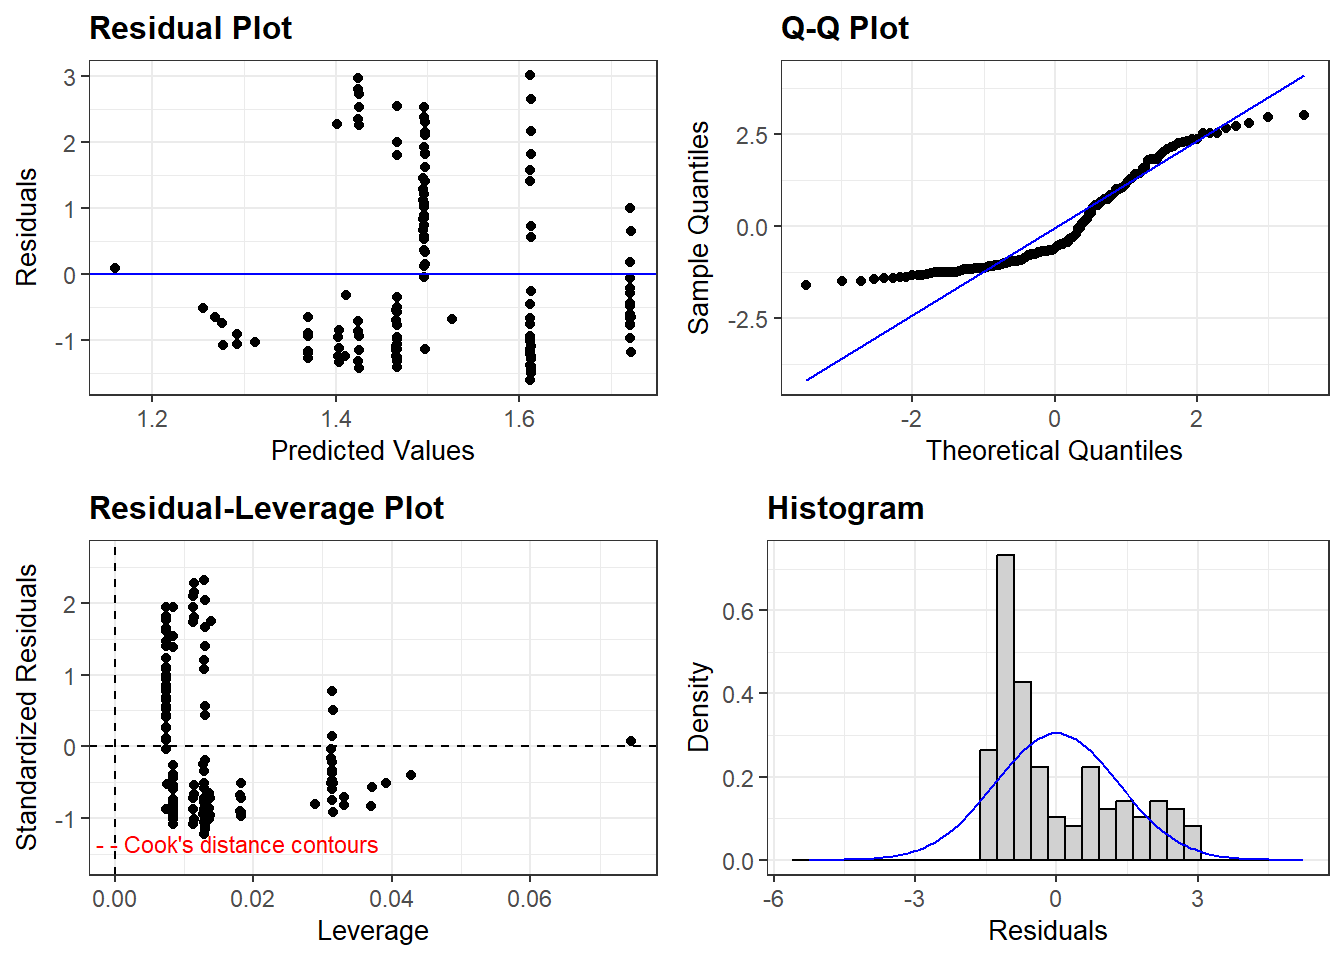 Residual Plot
3
2
1
0
-1
Residuals
1.2
1.4
1.6
Predicted Values
Q-Q Plot
2.5
0.0
-2.5
Sample Quantiles
-2
0
2
Theoretical Quantiles
Residual-Leverage Plot
2
1
0
-1
Standardized Residuals
- - Cook's distance contours
0.00
0.02
0.04
0.06
Leverage
Histogram
0.6
0.4
0.2
0.0
Density
-6
-3
0
3
Residuals